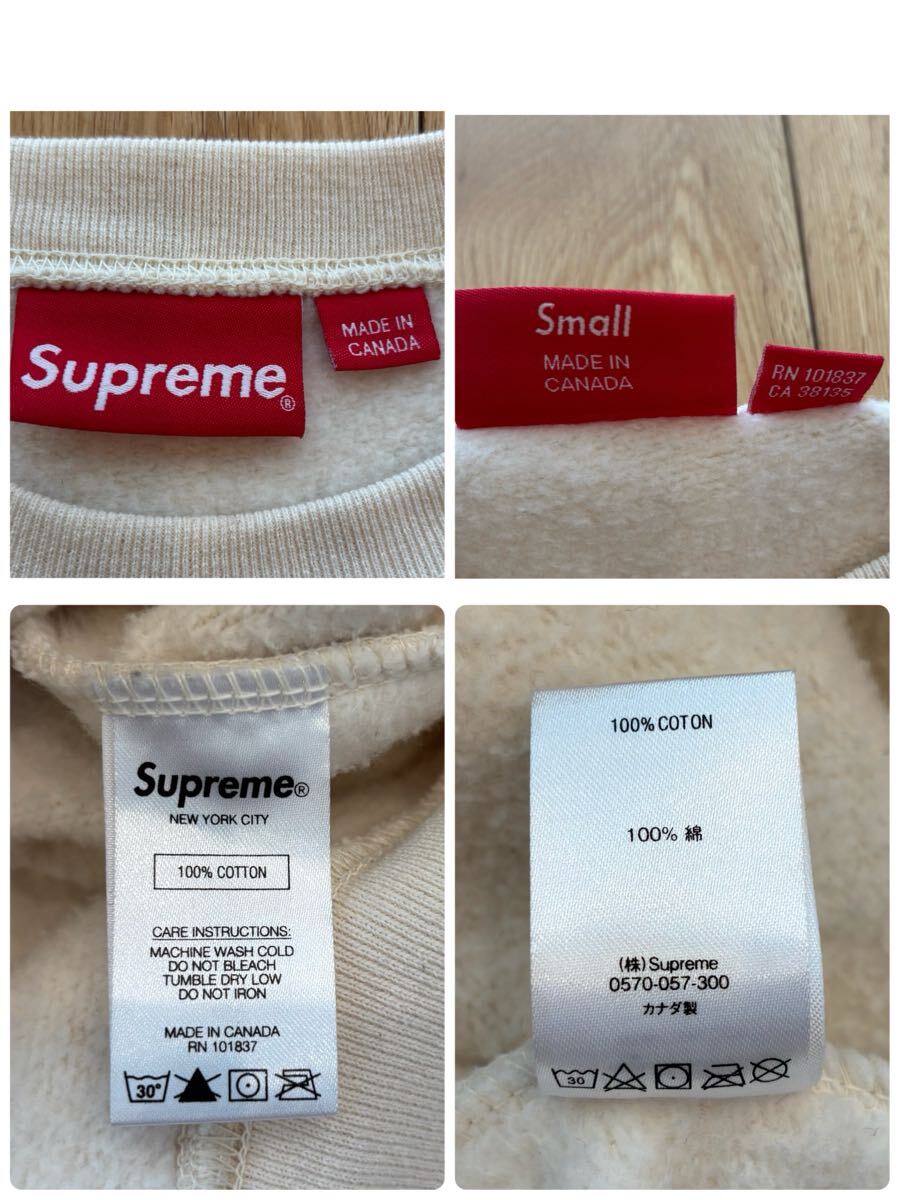 Supreme®
MADE IN
CANADA
Small
MADE IN
CANADA
RN 101837
CA 38135
Supreme®
NEW YORK CITY
100% COTTON
CARE INSTRUCTIONS:
MACHINE WASH COLD
DO NOT BLEACH
TUMBLE DRY LOW
DO NOT IRON
MADE IN CANADA
RN 101837
30°
100% COTON
100% 綿
(株)Supreme
0570-057-300
カナダ製
30